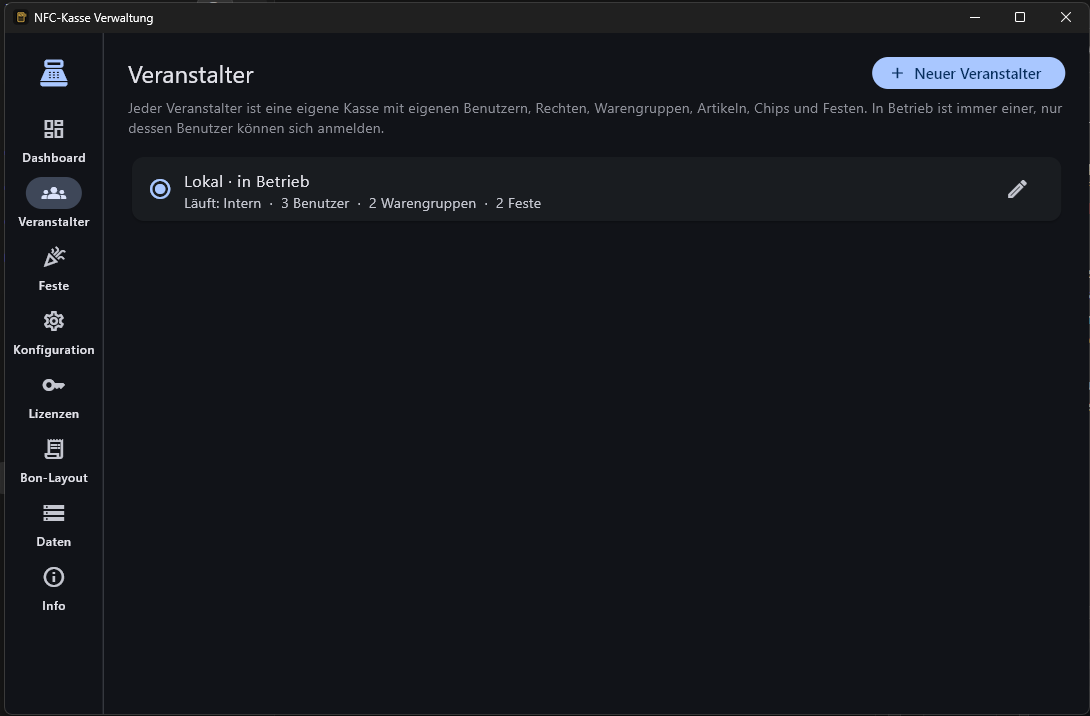 NFC-Kasse Verwaltung
Dashboard
Veranstalter
Feste
Konfiguration
Lizenzen
Bon-Layout
Daten
Info
Veranstalter
+ Neuer Veranstalter
Jeder Veranstalter ist eine eigene Kasse mit eigenen Benutzern, Rechten, Warengruppen, Artikeln, Chips und Festen. In Betrieb ist immer einer, nur
dessen Benutzer können sich anmelden.
Lokal · in Betrieb
Läuft: Intern · 3 Benutzer · 2 Warengruppen · 2 Feste